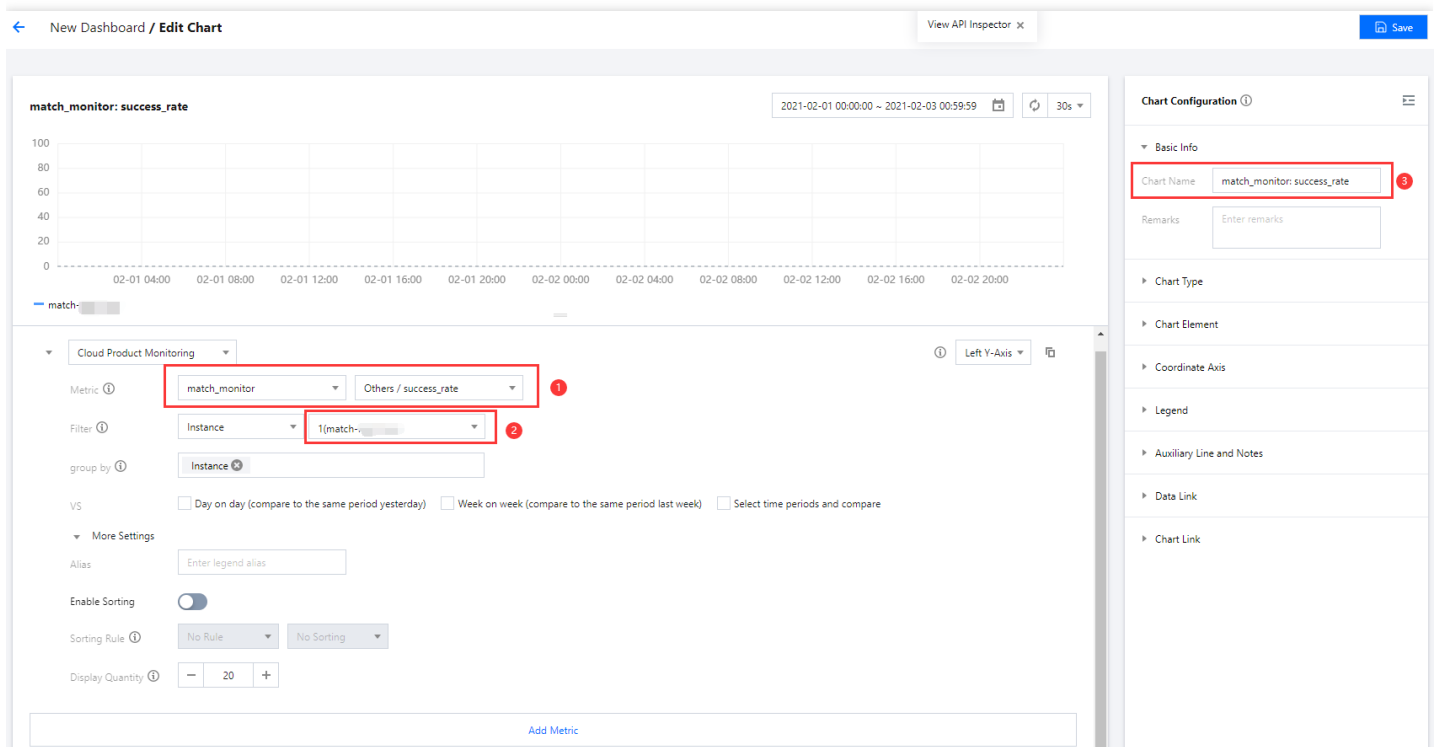 New Dashboard / Edit Chart
View API Inspector ×
Save
match_monitor: success_rate
2021-02-01 00:00:00 ~ 2021-02-03 00:59:59
30s
100
80
60
40
20
0
02-01 04:00 02-01 08:00 02-01 12:00 02-01 16:00 02-01 20:00 02-02 00:00 02-02 04:00 02-02 08:00 02-02 12:00 02-02 16:00 02-02 20:00
match-
Cloud Product Monitoring
Left Y-Axis
Metric match_monitor Others / success_rate 1
Filter Instance 1(match- 2
group by Instance
VS Day on day (compare to the same period yesterday) Week on week (compare to the same period last week) Select time periods and compare
More Settings
Alias Enter legend alias
Enable Sorting
Sorting Rule No Rule No Sorting
Display Quantity − 20 +
Add Metric
Chart Configuration
Basic Info
Chart Name match_monitor: success_rate 3
Remarks Enter remarks
Chart Type
Chart Element
Coordinate Axis
Legend
Auxiliary Line and Notes
Data Link
Chart Link